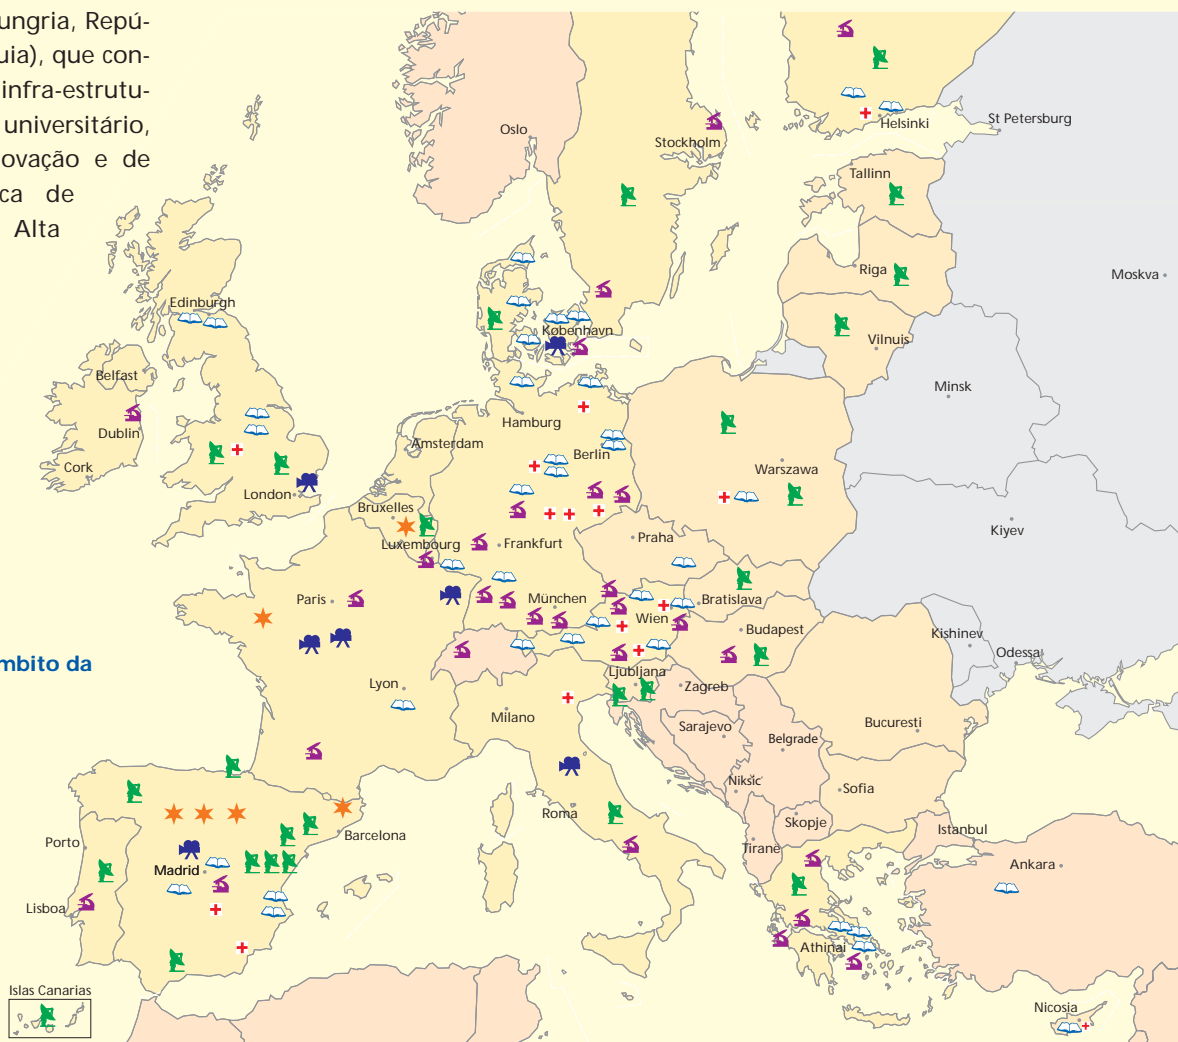 ungria, Repú-
uia), que con-
infra-estrutu-
universitário,
ovação e de
ca de
Alta
mbito da
Oslo
Stockholm
Helsinki
St Petersburg
Tallinn
Riga
Moskva
Vilnuis
Minsk
Edinburgh
Belfast
Dublin
Cork
London
København
Hamburg
Amsterdam
Berlin
Warszawa
Bruxelles
Luxembourg
Frankfurt
Praha
Kiyev
Paris
München
Wien
Bratislava
Budapest
Kishinev
Odessa
Lyon
Milano
Ljubljana
Zagreb
Sarajevo
Belgrade
Bucuresti
Niksic
Sofia
Roma
Skopje
Tirane
Istanbul
Ankara
Porto
Madrid
Barcelona
Lisboa
Athinai
Islas Canarias
Nicosia